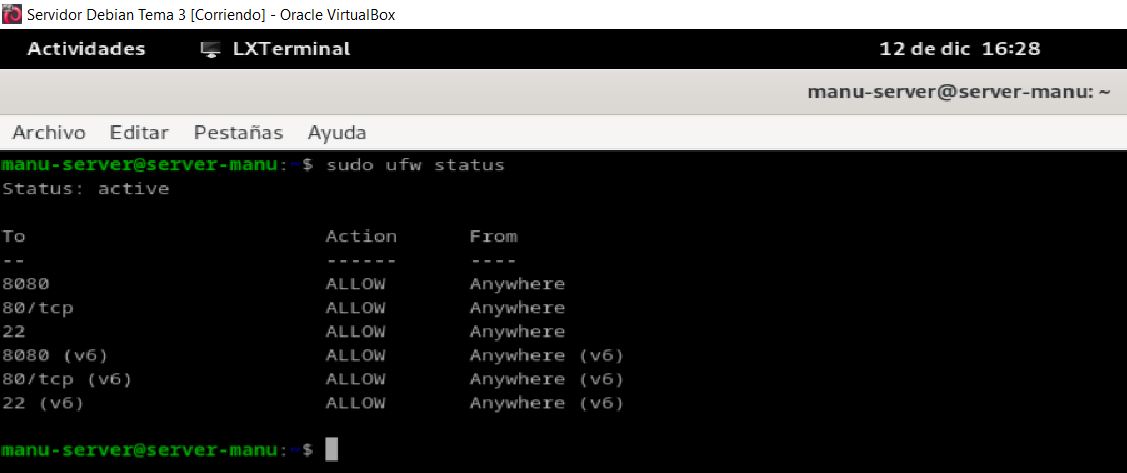 Servidor Debian Tema 3 [Corriendo] - Oracle VirtualBox
Actividades LXTerminal 12 de dic 16:28
manu-server@server-manu: ~
Archivo Editar Pestañas Ayuda
manu-server@server-manu:~$ sudo ufw status
Status: active
To Action From
-- ------ ----
8080 ALLOW Anywhere
80/tcp ALLOW Anywhere
22 ALLOW Anywhere
8080 (v6) ALLOW Anywhere (v6)
80/tcp (v6) ALLOW Anywhere (v6)
22 (v6) ALLOW Anywhere (v6)
manu-server@server-manu:~$